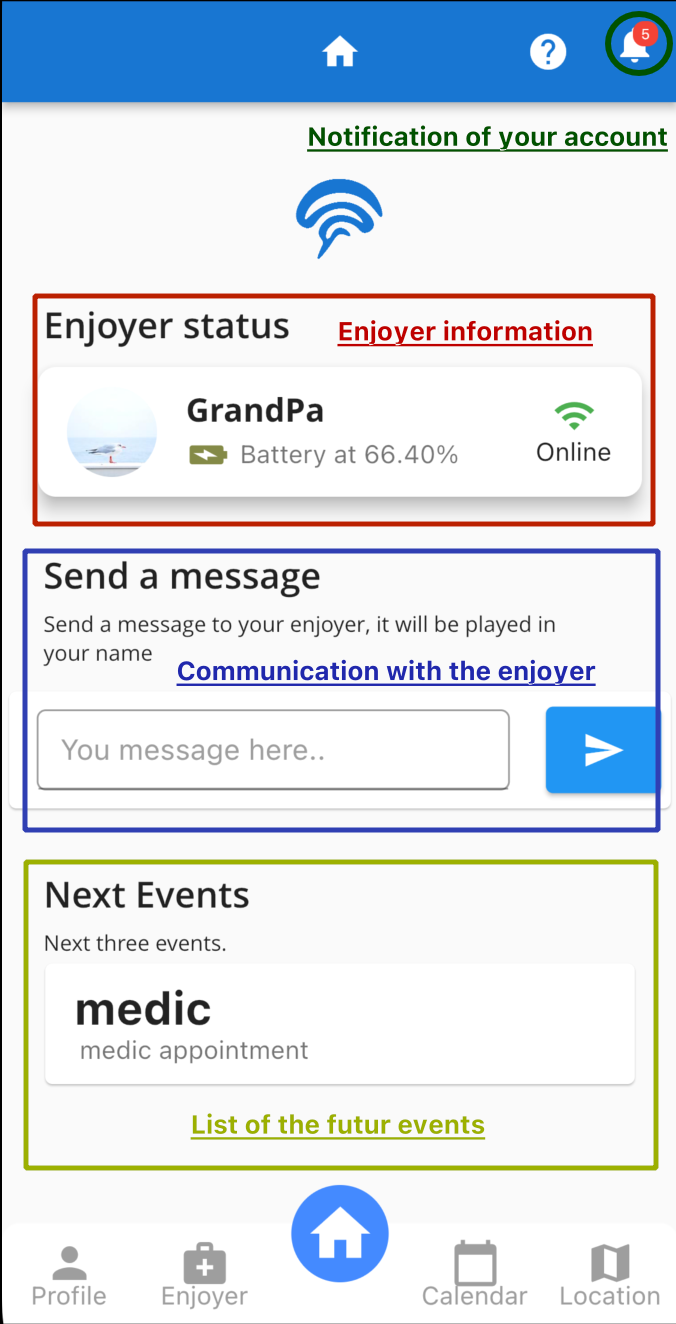 5
Notification of your account
Enjoyer status
Enjoyer information
GrandPa
Battery at 66.40%
Online
Send a message
Send a message to your enjoyer, it will be played in
your name
Communication with the enjoyer
You message here..
Next Events
Next three events.
medic
medic appointment
List of the futur events
Profile
Enjoyer
Calendar
Location